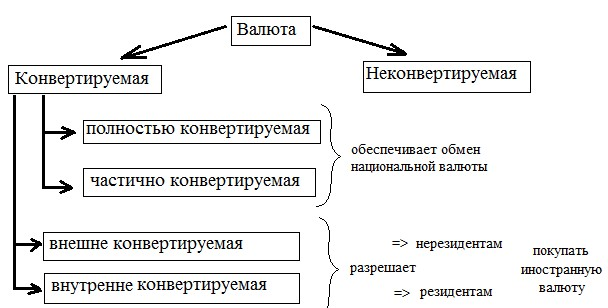 Валюта
Конвертируемая
Неконвертируемая
полностью конвертируемая
частично конвертируемая
обеспечивает обмен
национальной валюты
внешне конвертируемая
внутренне конвертируемая
разрешает
=> нерезидентам
=> резидентам
покупать
иностранную
валюту